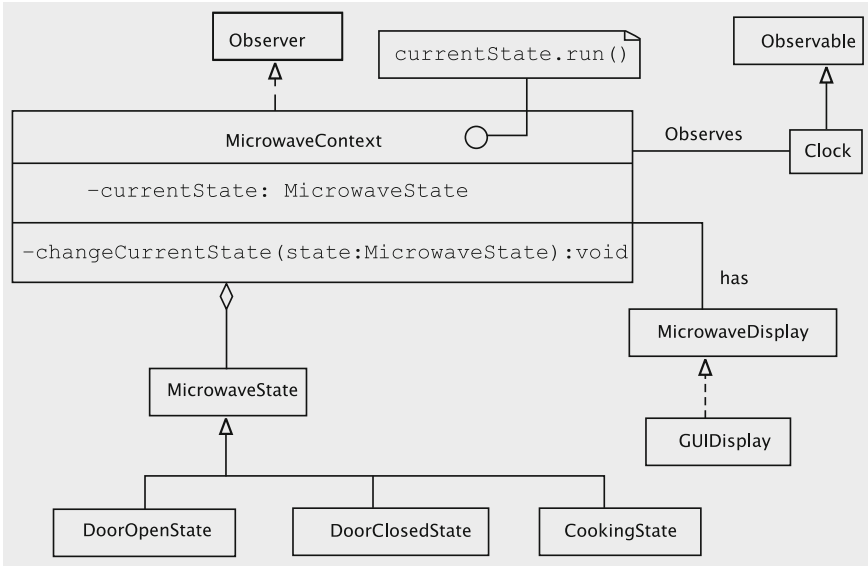 Observer
currentState.run()
Observable
MicrowaveContext
Observes
Clock
-currentState: MicrowaveState
-changeCurrentState(state:MicrowaveState):void
has
MicrowaveDisplay
MicrowaveState
GUIDisplay
DoorOpenState
DoorClosedState
CookingState